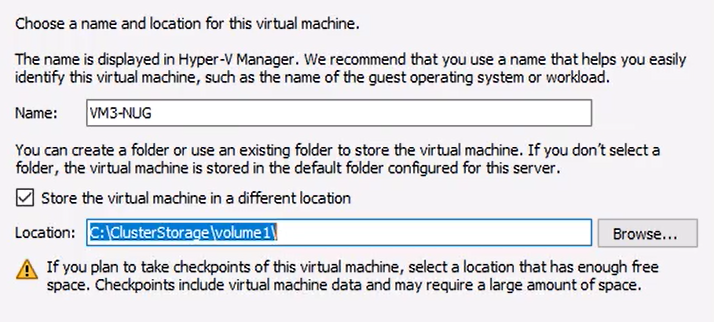 Choose a name and location for this virtual machine.
The name is displayed in Hyper-V Manager. We recommend that you use a name that helps you easily
identify this virtual machine, such as the name of the guest operating system or workload.
Name: VM3-NUG
You can create a folder or use an existing folder to store the virtual machine. If you don't select a
folder, the virtual machine is stored in the default folder configured for this server.
Store the virtual machine in a different location
Location: C:\ClusterStorage\volume1\ Browse...
If you plan to take checkpoints of this virtual machine, select a location that has enough free
space. Checkpoints include virtual machine data and may require a large amount of space.